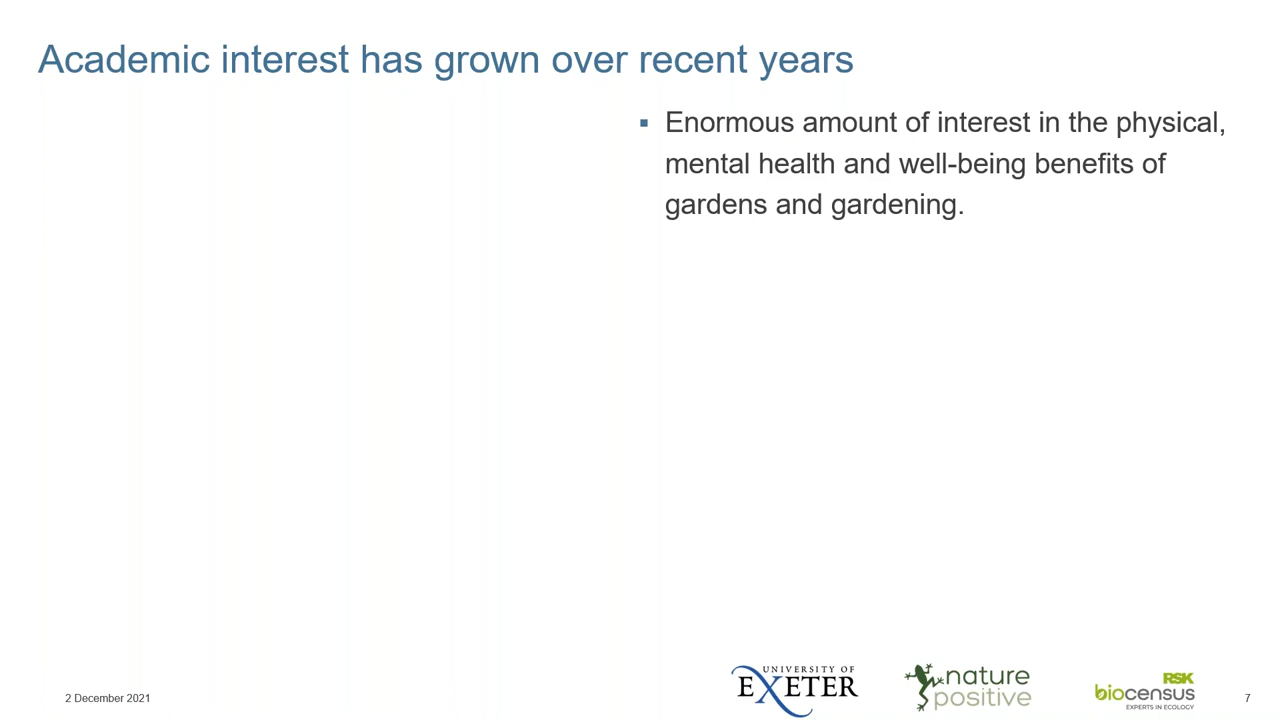 Academic interest has grown over recent years
▪ Enormous amount of interest in the physical,
mental health and well-being benefits of
gardens and gardening.
2 December 2021
UNIVERSITY OF
EXETER
nature
positive
RSK
biocensus
EXPERTS IN ECOLOGY
7